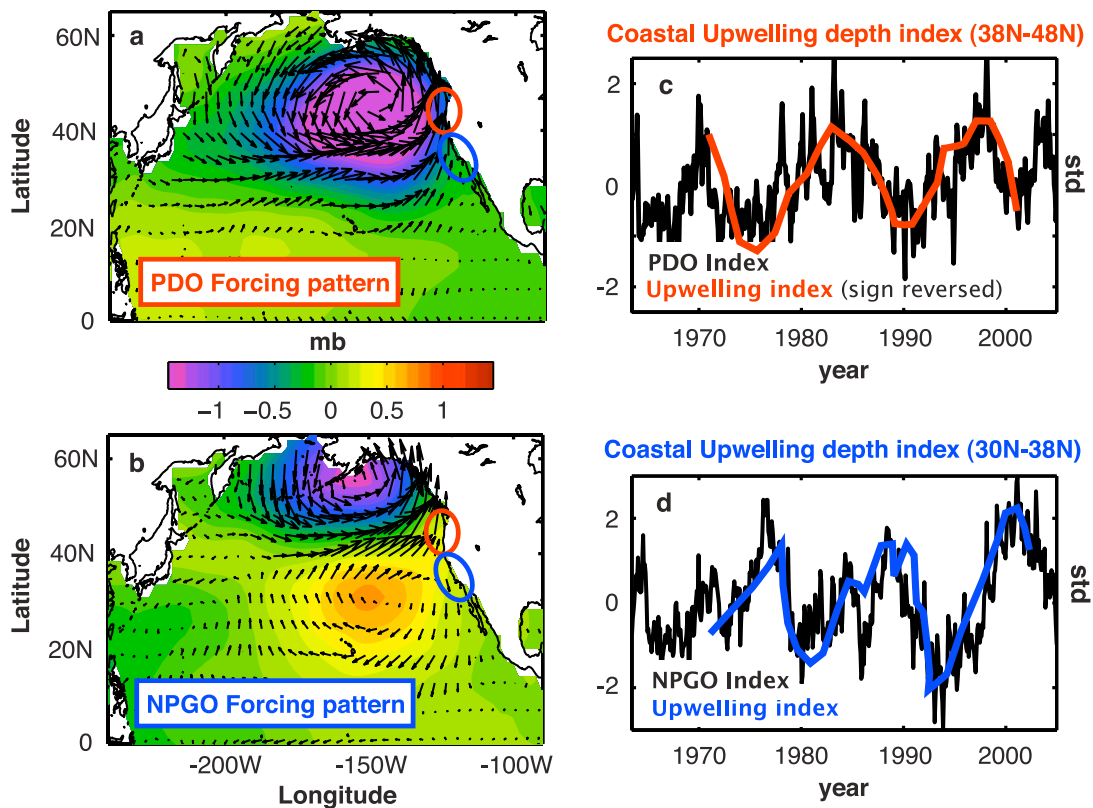 a
60N
40N
20N
0
Latitude
PDO Forcing pattern
mb
−1 −0.5 0 0.5 1
b
60N
40N
20N
0
Latitude
NPGO Forcing pattern
-200W -150W -100W
Longitude
Coastal Upwelling depth index (38N-48N)
c
2
0
-2
std
PDO Index
Upwelling index (sign reversed)
1970 1980 1990 2000
year
Coastal Upwelling depth index (30N-38N)
d
2
0
-2
std
NPGO Index
Upwelling index
1970 1980 1990 2000
year